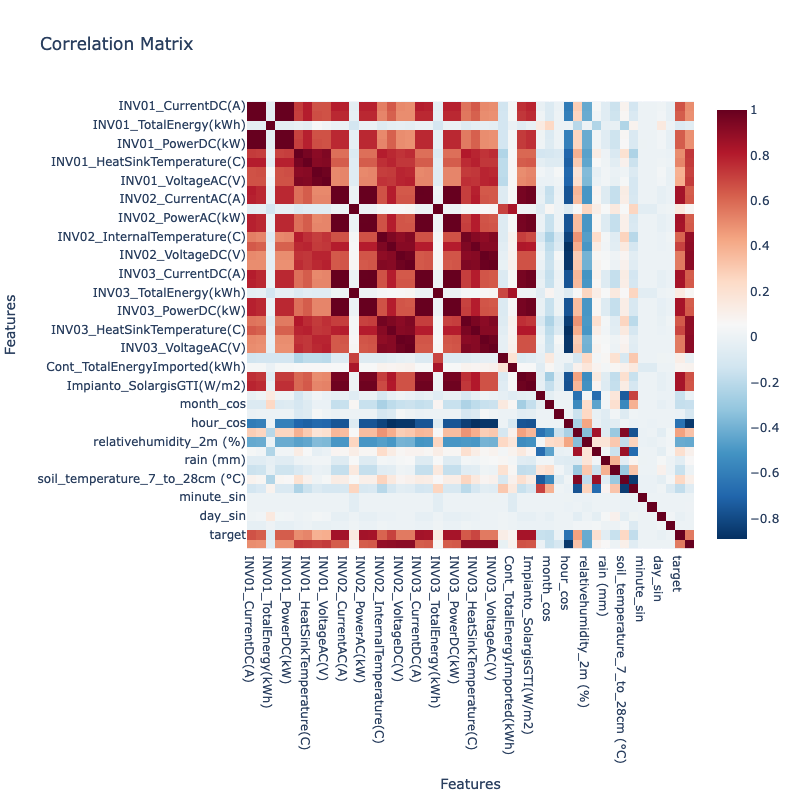 Correlation Matrix
Features
INV01_CurrentDC(A)
INV01_TotalEnergy(kWh)
INV01_PowerDC(kW)
INV01_HeatSinkTemperature(C)
INV01_VoltageAC(V)
INV02_CurrentAC(A)
INV02_PowerAC(kW)
INV02_InternalTemperature(C)
INV02_VoltageDC(V)
INV03_CurrentDC(A)
INV03_TotalEnergy(kWh)
INV03_PowerDC(kW)
INV03_HeatSinkTemperature(C)
INV03_VoltageAC(V)
Cont_TotalEnergyImported(kWh)
Impianto_SolargisGTI(W/m2)
month_cos
hour_cos
relativehumidity_2m (%)
rain (mm)
soil_temperature_7_to_28cm (°C)
minute_sin
day_sin
target
1
0.8
0.6
0.4
0.2
0
−0.2
−0.4
−0.6
−0.8
INV01_CurrentDC(A)
INV01_TotalEnergy(kWh)
INV01_PowerDC(kW)
INV01_HeatSinkTemperature(C)
INV01_VoltageAC(V)
INV02_CurrentAC(A)
INV02_PowerAC(kW)
INV02_InternalTemperature(C)
INV02_VoltageDC(V)
INV03_CurrentDC(A)
INV03_TotalEnergy(kWh)
INV03_PowerDC(kW)
INV03_HeatSinkTemperature(C)
INV03_VoltageAC(V)
Cont_TotalEnergyImported(kWh)
Impianto_SolargisGTI(W/m2)
month_cos
hour_cos
relativehumidity_2m (%)
rain (mm)
soil_temperature_7_to_28cm (°C)
minute_sin
day_sin
target
Features